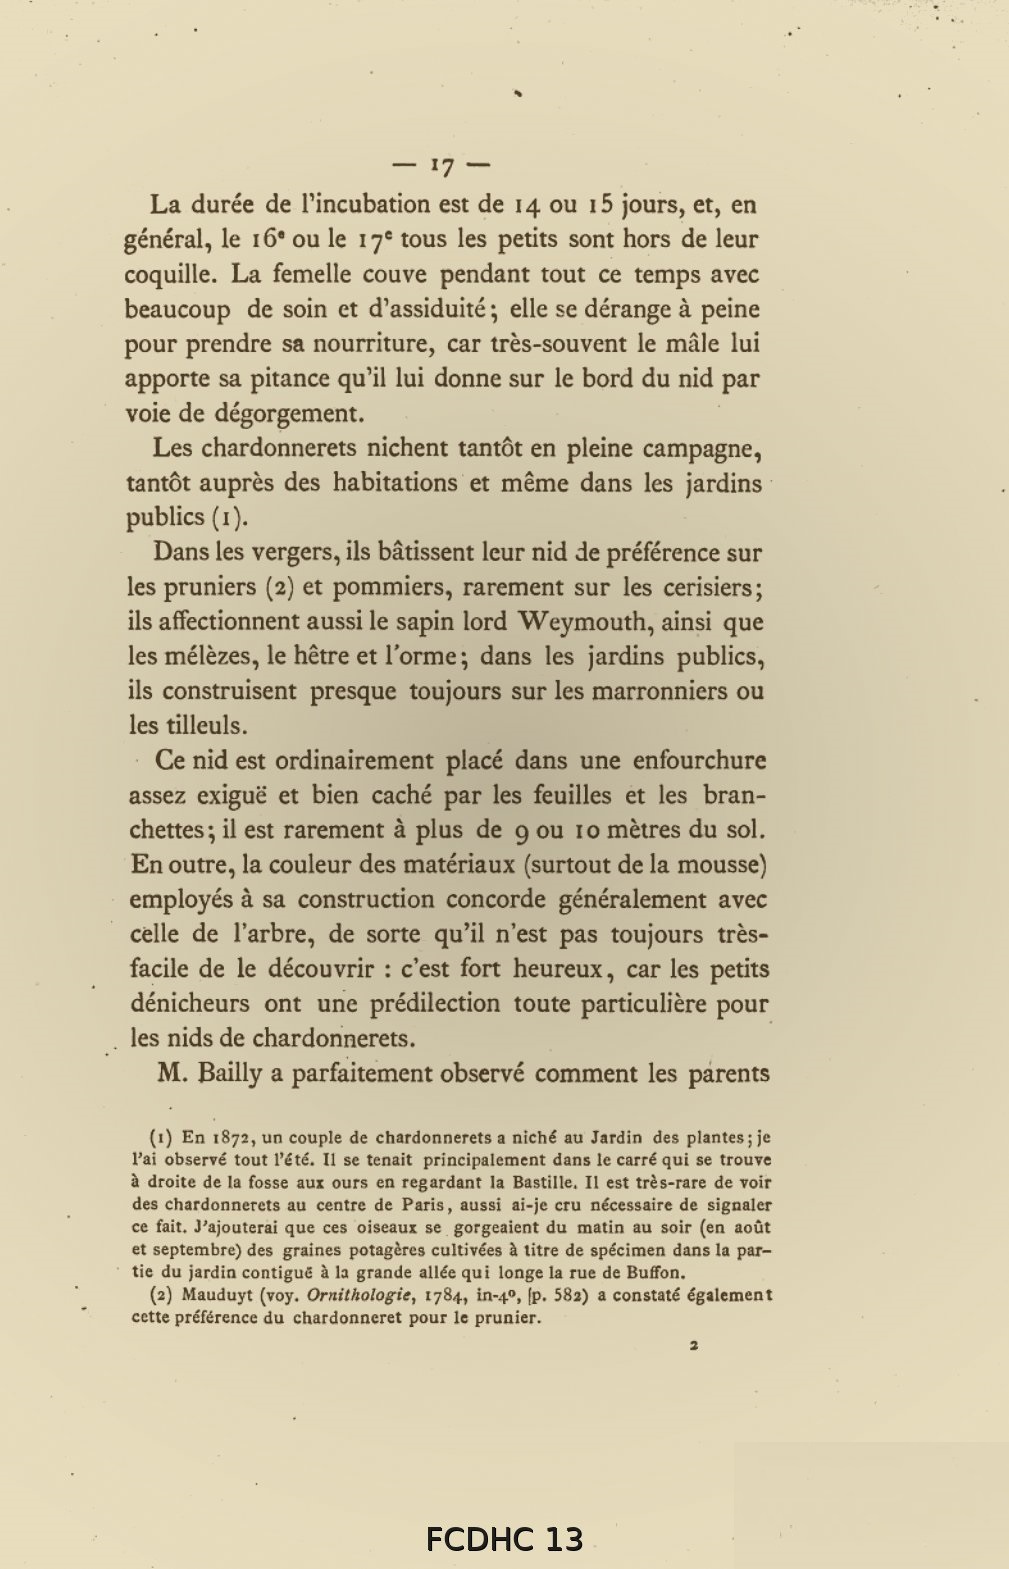 — 17 —
La durée de l'incubation est de 14 ou 15 jours, et, en
général, le 16e ou le 17e tous les petits sont hors de leur
coquille. La femelle couve pendant tout ce temps avec
beaucoup de soin et d'assiduité; elle se dérange à peine
pour prendre sa nourriture, car très-souvent le mâle lui
apporte sa pitance qu'il lui donne sur le bord du nid par
voie de dégorgement.
Les chardonnerets nichent tantôt en pleine campagne,
tantôt auprès des habitations et même dans les jardins
publics (1).
Dans les vergers, ils bâtissent leur nid de préférence sur
les pruniers (2) et pommiers, rarement sur les cerisiers;
ils affectionnent aussi le sapin lord Weymouth, ainsi que
les mélèzes, le hêtre et l'orme; dans les jardins publics,
ils construisent presque toujours sur les marronniers ou
les tilleuls.
Ce nid est ordinairement placé dans une enfourchure
assez exiguë et bien caché par les feuilles et les bran-
chettes; il est rarement à plus de 9 ou 10 mètres du sol.
En outre, la couleur des matériaux (surtout de la mousse)
employés à sa construction concorde généralement avec
celle de l'arbre, de sorte qu'il n'est pas toujours très-
facile de le découvrir : c'est fort heureux, car les petits
dénicheurs ont une prédilection toute particulière pour
les nids de chardonnerets.
M. Bailly a parfaitement observé comment les parents
(1) En 1872, un couple de chardonnerets a niché au Jardin des plantes; je
l'ai observé tout l'été. Il se tenait principalement dans le carré qui se trouve
à droite de la fosse aux ours en regardant la Bastille. Il est très-rare de voir
des chardonnerets au centre de Paris, aussi ai-je cru nécessaire de signaler
ce fait. J'ajouterai que ces oiseaux se gorgeaient du matin au soir (en août
et septembre) des graines potagères cultivées à titre de spécimen dans la par-
tie du jardin contiguë à la grande allée qui longe la rue de Buffon.
(2) Mauduyt (voy. Ornithologie, 1784, in-4º, [p. 582) a constaté également
cette préférence du chardonneret pour le prunier.
2
FCDHC 13